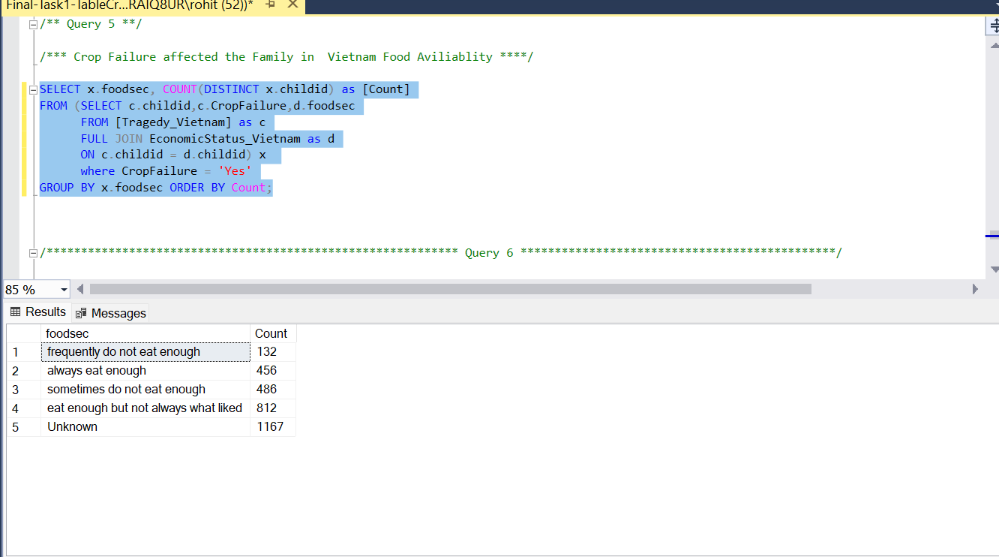 Final-Task1-TableCr...RAIQ8UR\rohit (52))*
/** Query 5 **/
/*** Crop Failure affected the Family in  Vietnam Food Aviliablity ****/
SELECT x.foodsec, COUNT(DISTINCT x.childid) as [Count]
FROM (SELECT c.childid,c.CropFailure,d.foodsec
FROM [Tragedy_Vietnam] as c
FULL JOIN EconomicStatus_Vietnam as d
ON c.childid = d.childid) x
where CropFailure = 'Yes'
GROUP BY x.foodsec ORDER BY Count;
/************************************************************ Query 6 **********************************************/
85 %
Results Messages
foodsec Count
1 frequently do not eat enough 132
2 always eat enough 456
3 sometimes do not eat enough 486
4 eat enough but not always what liked 812
5 Unknown 1167